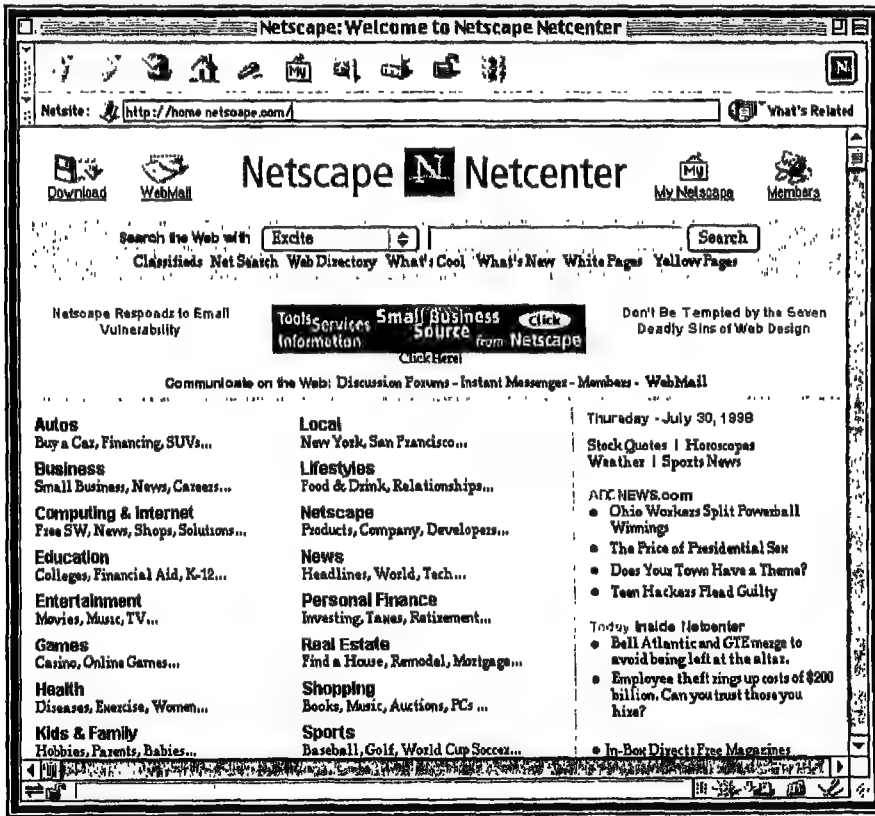 Netscape: Welcome to Netscape Netcenter
My
N
Netsite: http://home.netscape.com/
What's Related
Download
WebMail
Netscape N Netcenter
My
My Netscape
Members
Search the Web with Excite Search
Classifieds Net Search Web Directory What's Cool What's New White Pages Yellow Pages
Netscape Responds to Email
Vulnerability
Tools Services Information Small Business Source from Netscape Click
Click Here!
Don't Be Tempted by the Seven
Deadly Sins of Web Design
Communicate on the Web: Discussion Forums - Instant Messenger - Members - WebMail
Autos
Buy a Car, Financing, SUVs...
Business
Small Business, News, Careers...
Computing & Internet
Free SW, News, Shops, Solutions...
Education
Colleges, Financial Aid, K-12...
Entertainment
Movies, Music, TV...
Games
Casino, Online Games...
Health
Diseases, Exercise, Women...
Kids & Family
Hobbies, Parents, Babies...
Local
New York, San Francisco...
Lifestyles
Food & Drink, Relationships...
Netscape
Products, Company, Developers...
News
Headlines, World, Tech...
Personal Finance
Investing, Taxes, Retirement...
Real Estate
Find a House, Remodel, Mortgage...
Shopping
Books, Music, Auctions, PCs ...
Sports
Baseball, Golf, World Cup Soccer...
Thursday - July 30, 1998
Stock Quotes | Horoscopes
Weather | Sports News
ABCNEWS.com
Ohio Workers Split Powerball
Winnings
The Price of Presidential Sex
Does Your Town Have a Theme?
Teen Hackers Plead Guilty
Today Inside Netcenter
Bell Atlantic and GTE merge to
avoid being left at the altar.
Employee theft rings up costs of $200
billion. Can you trust those you
hire?
In-Box Direct: Free Magazines